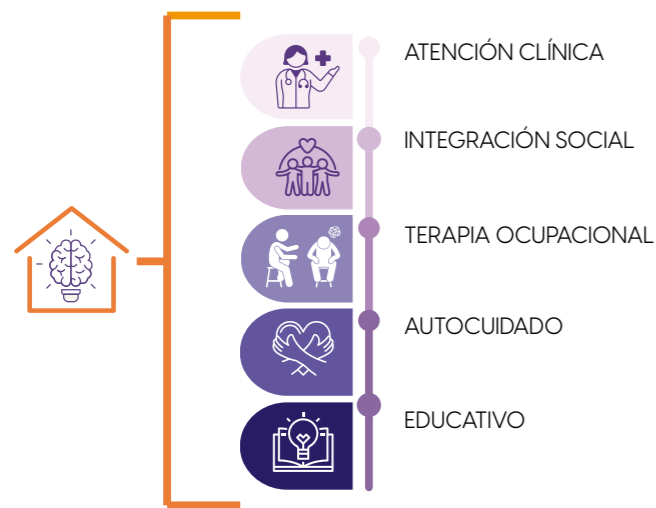 ATENCIÓN CLÍNICA
INTEGRACIÓN SOCIAL
TERAPIA OCUPACIONAL
AUTOCUIDADO
EDUCATIVO